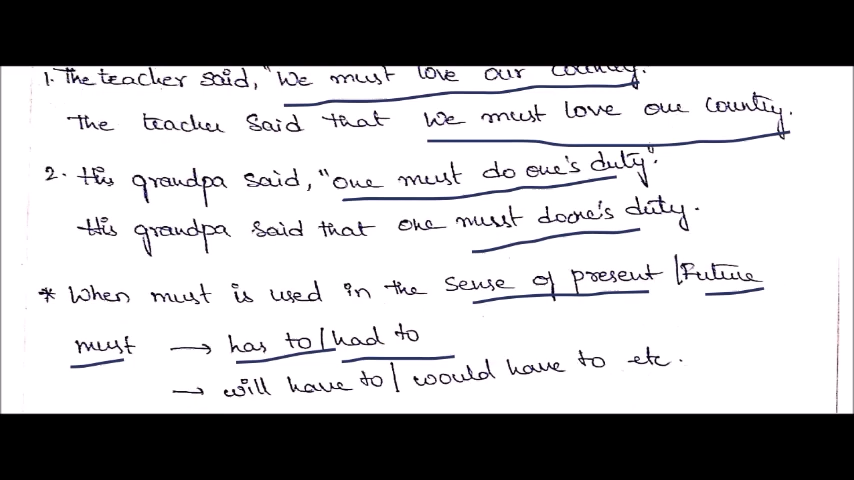 1. The teacher said, "We must love our country.
The teacher said that we must love our country.
2. His grandpa said, "One must do one's duty".
His grandpa said that one musst do one's duty.
* When must is used in the sense of present / Future
must → has to / had to
→ will have to / would have to etc.